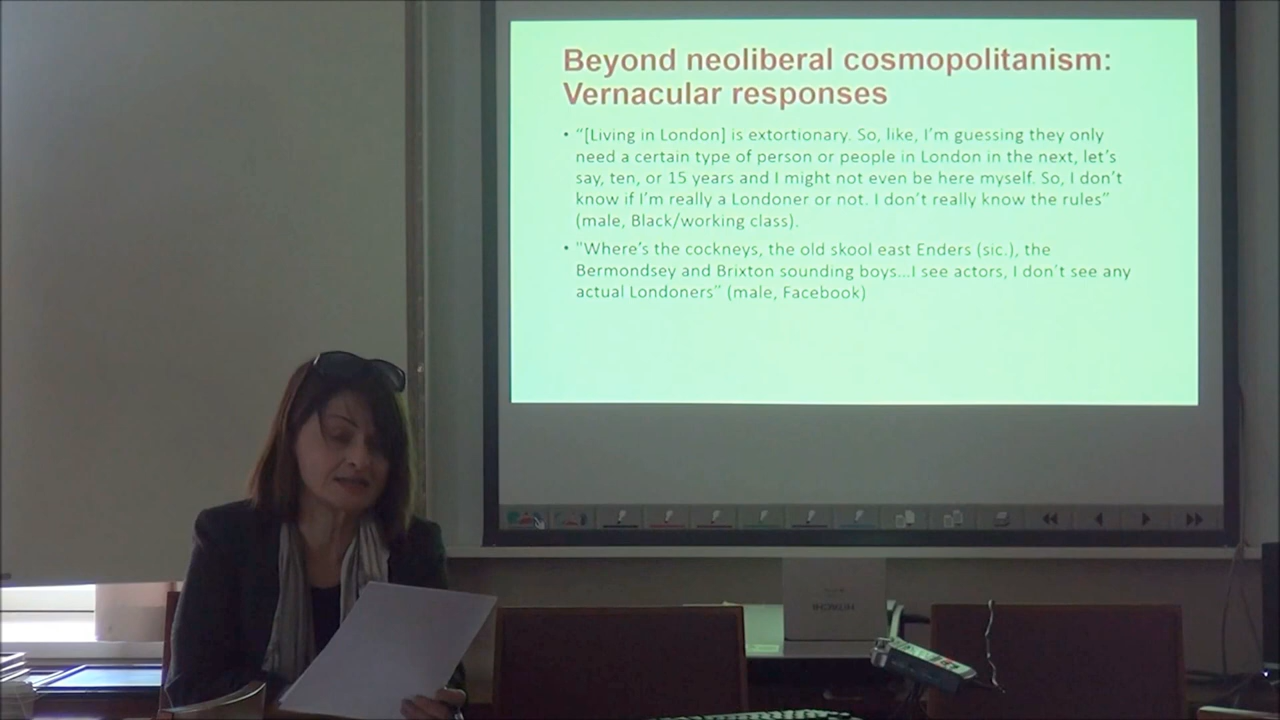 Beyond neoliberal cosmopolitanism:
Vernacular responses
• “[Living in London] is extortionary. So, like, I’m guessing they only
need a certain type of person or people in London in the next, let’s
say, ten, or 15 years and I might not even be here myself. So, I don’t
know if I’m really a Londoner or not. I don’t really know the rules”
(male, Black/working class).
• "Where’s the cockneys, the old skool east Enders (sic.), the
Bermondsey and Brixton sounding boys...I see actors, I don’t see any
actual Londoners” (male, Facebook)
HITACHI